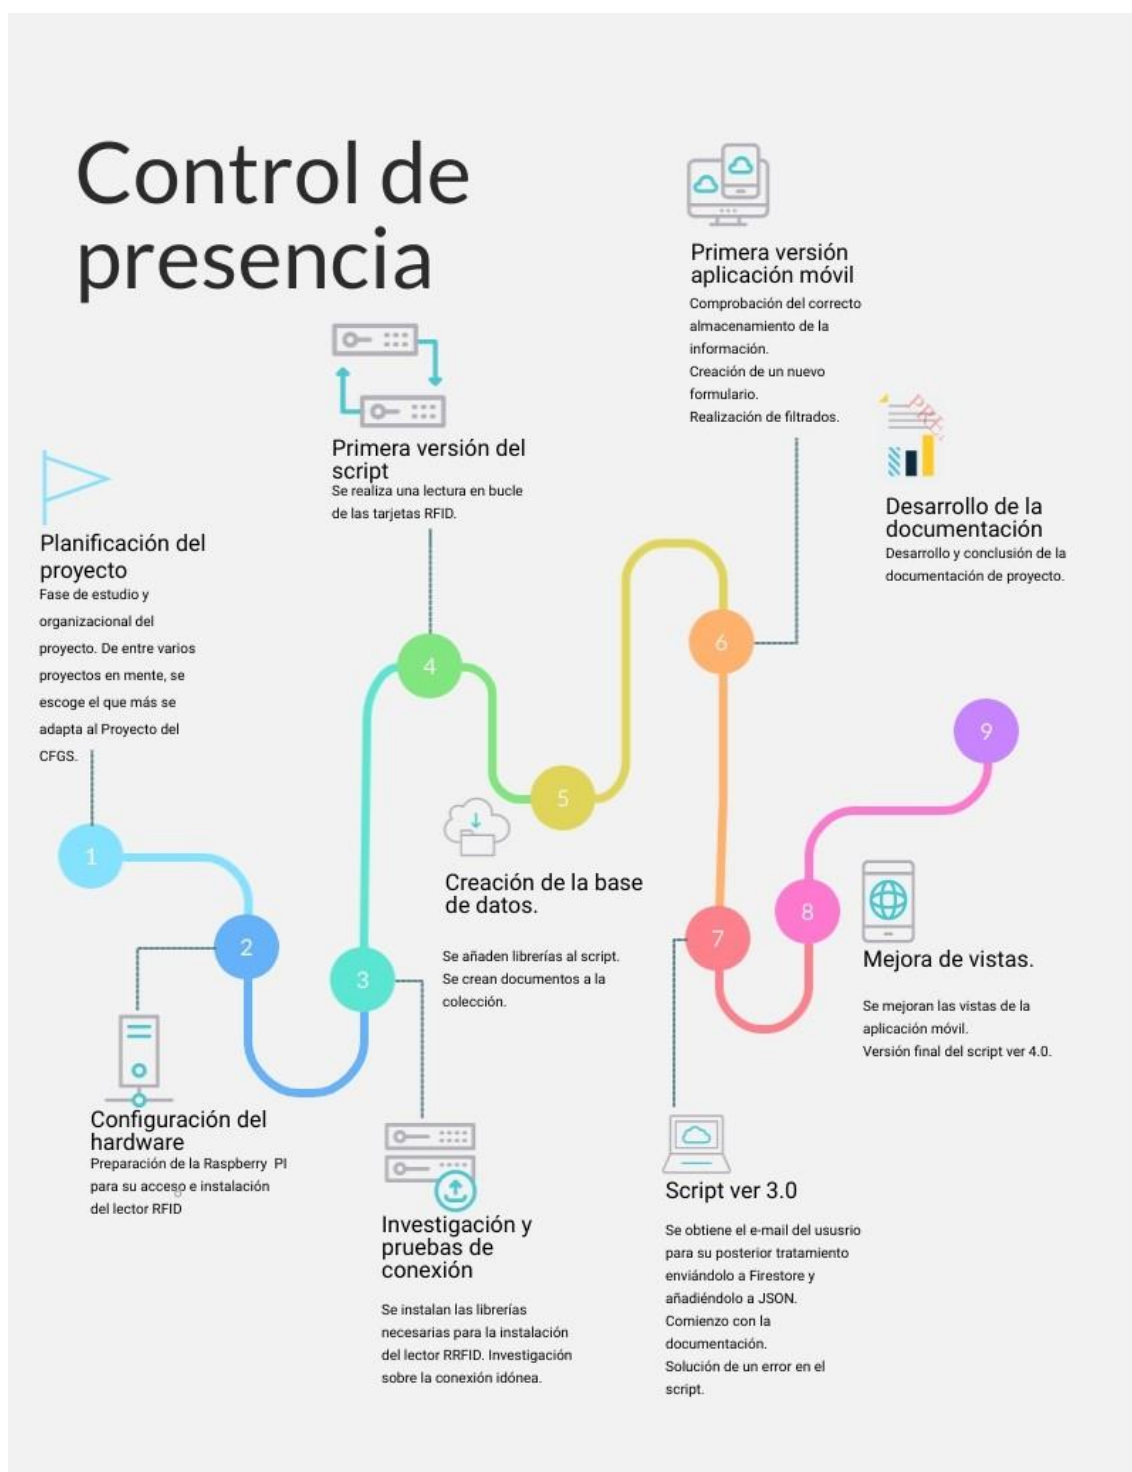 Control de
presencia
Planificación del
proyecto
Fase de estudio y
organizacional del
proyecto. De entre varios
proyectos en mente, se
escoge el que más se
adapta al Proyecto del
CFGS.
1
2
Configuración del
hardware
Preparación de la Raspberry PI
para su acceso e instalación
del lector RFID
3
Investigación y
pruebas de
conexión
Se instalan las librerías
necesarias para la instalación
del lector RRFID. Investigación
sobre la conexión idónea.
Primera versión del
script
Se realiza una lectura en bucle
de las tarjetas RFID.
4
5
Creación de la base
de datos.
Se añaden librerías al script.
Se crean documentos a la
colección.
Primera versión
aplicación móvil
Comprobación del correcto
almacenamiento de la
información.
Creación de un nuevo
formulario.
Realización de filtrados.
6
7
Script ver 3.0
Se obtiene el e-mail del ususrio
para su posterior tratamiento
enviándolo a Firestore y
añadiéndolo a JSON.
Comienzo con la
documentación.
Solución de un error en el
script.
8
Mejora de vistas.
Se mejoran las vistas de la
aplicación móvil.
Versión final del script ver 4.0.
PRE
Desarrollo de la
documentación
Desarrollo y conclusión de la
documentación de proyecto.
9